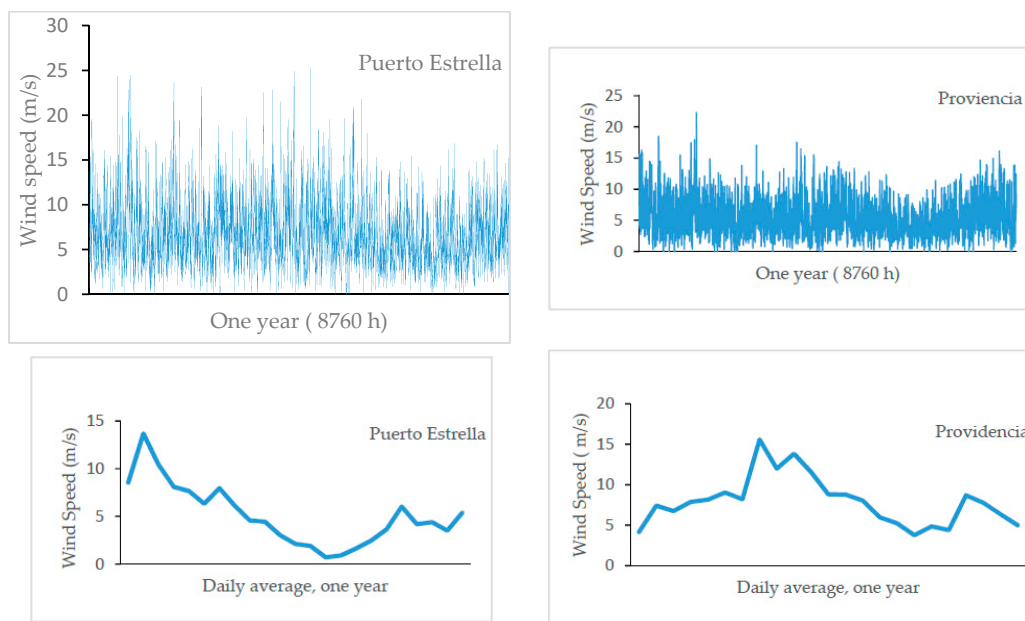 Puerto Estrella
Wind speed (m/s)
30
25
20
15
10
5
0
One year ( 8760 h)
Proviencia
Wind Speed (m/s)
25
20
15
10
5
0
One year ( 8760 h)
Puerto Estrella
Wind Speed (m/s)
15
10
5
0
Daily average, one year
Providencia
Wind Speed ( m/s)
20
15
10
5
0
Daily average, one year